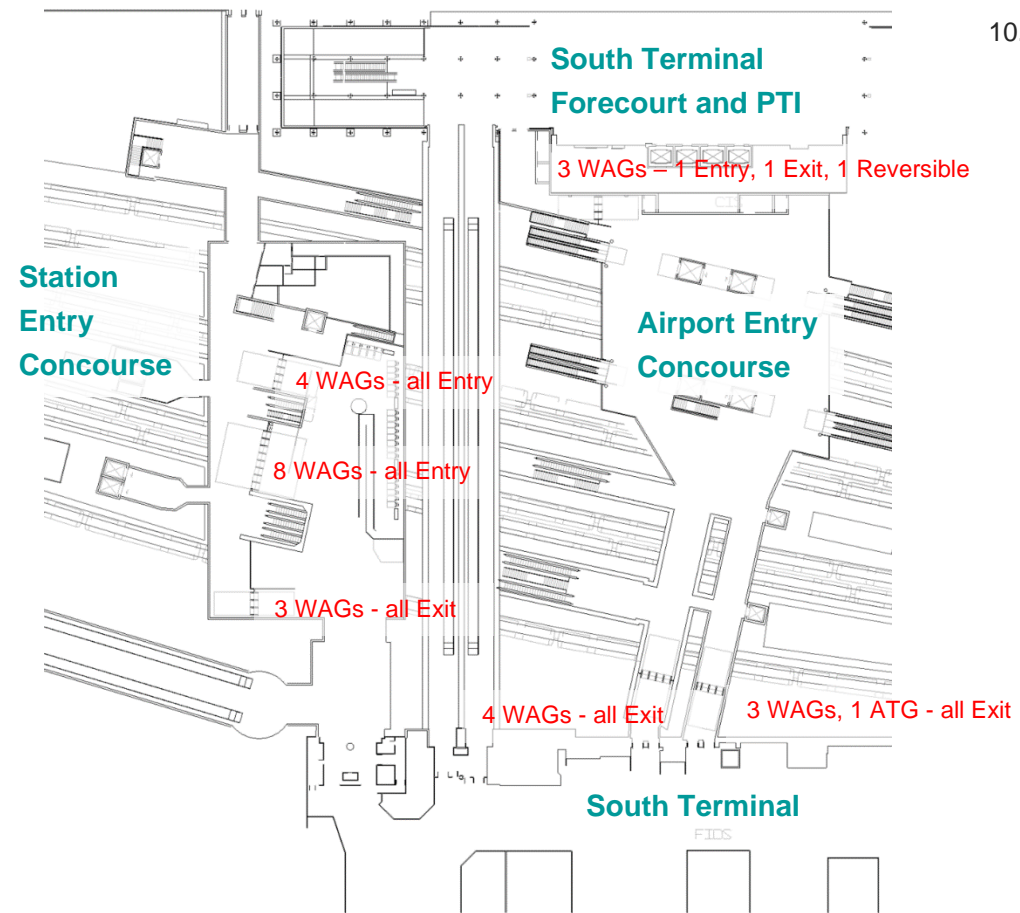 10
South Terminal
Forecourt and PTI
3 WAGs – 1 Entry, 1 Exit, 1 Reversible
Station
Entry
Concourse
Airport Entry
Concourse
4 WAGs - all Entry
8 WAGs - all Entry
3 WAGs - all Exit
4 WAGs - all Exit
3 WAGs, 1 ATG - all Exit
South Terminal
FIDS